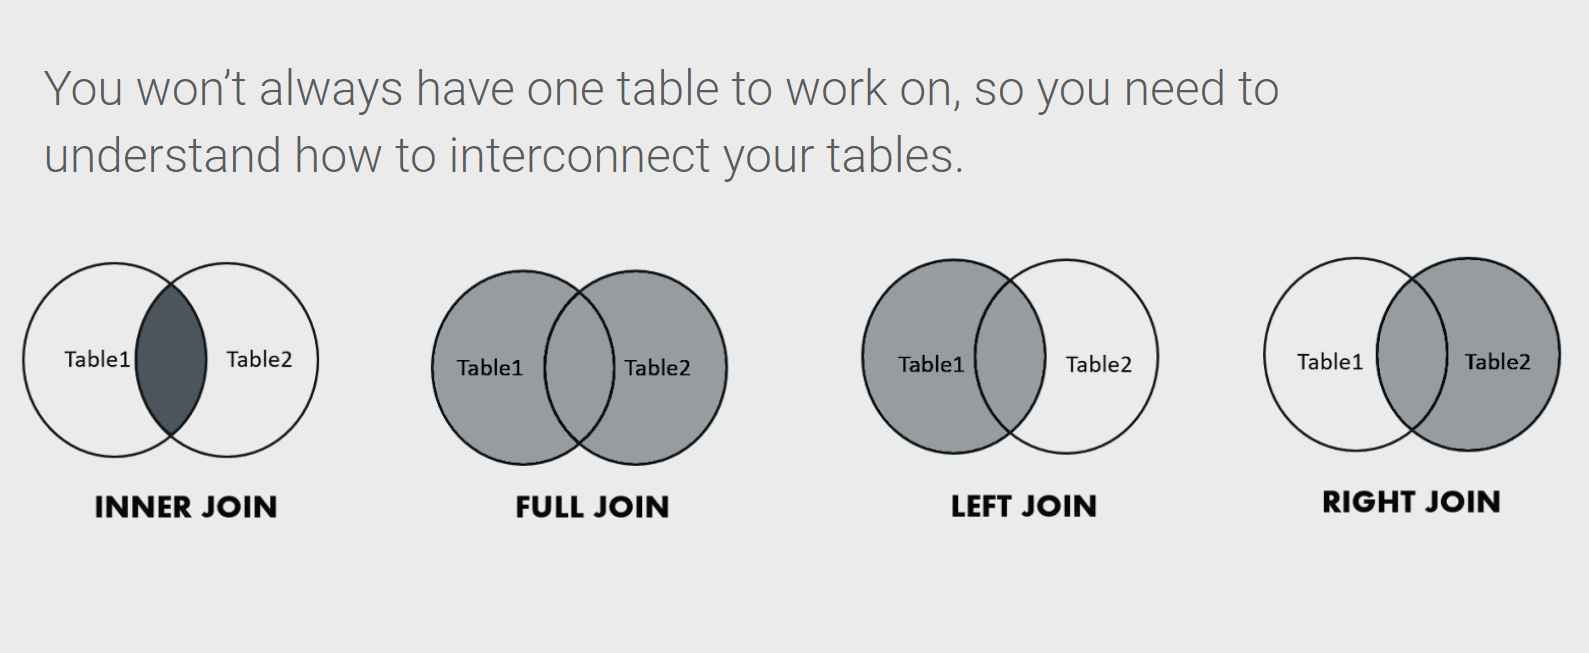 You won’t always have one table to work on, so you need to
understand how to interconnect your tables.
Table1 Table2
INNER JOIN
Table1 Table2
FULL JOIN
Table1 Table2
LEFT JOIN
Table1 Table2
RIGHT JOIN